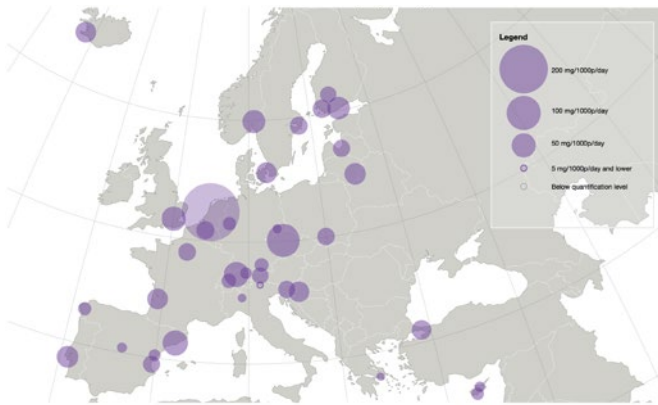 Legend
200 mg/1000p/day
100 mg/1000p/day
50 mg/1000p/day
5 mg/1000p/day and lower
Below quantification level